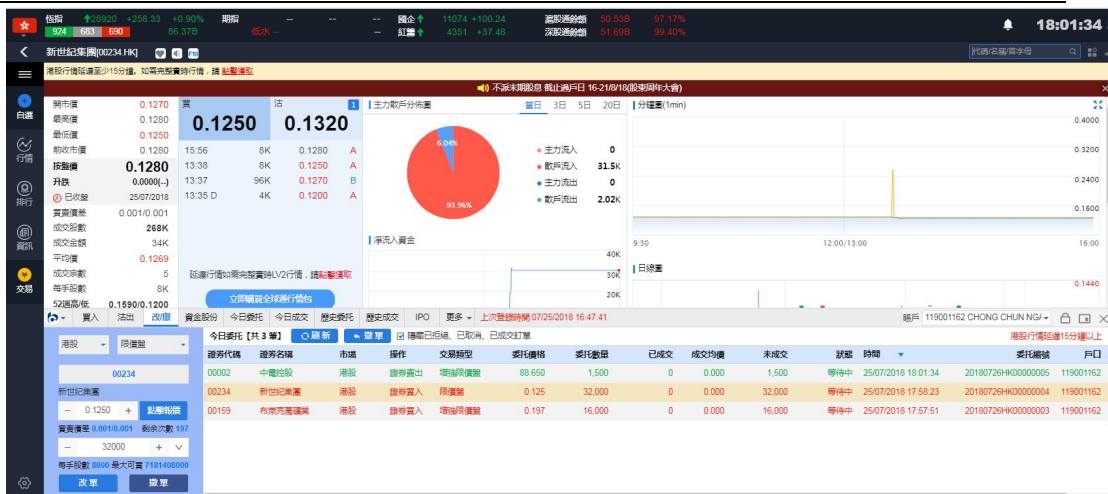 恆指 28920 +258.33 +0.90% 期指 -- -- -- 國企 11074 +100.24 滬股通餘額 50.53B 97.17%
924 683 690 86.37B 低水 -- -- 紅籌 4351 +37.48 深股通餘額 51.69B 99.40%
18:01:34
新世紀集團[00234.HK]
代碼/名稱/首字母
港股行情延遲至少15分鐘。如需完整實時行情，請 點擊獲取
不派末期股息 截止過戶日 16-21/8/18(股東周年大會)
自選
行情
排行
資訊
交易
開市價 0.1270
最高價 0.1280
最低價 0.1250
前收市價 0.1280
按盤價 0.1280
升跌 0.0000(--)
已收盤 25/07/2018
買賣價差 0.001/0.001
成交股數 268K
成交金額 34K
平均價 0.1269
成交宗數 5
每手股數 8K
52週高/低 0.1590/0.1200
買 沽 1
0.1250 0.1320
15:56 8K 0.1280 A
13:38 8K 0.1250 A
13:37 96K 0.1270 B
13:35 D 4K 0.1200 A
延遲行情如需完整實時LV2行情，請點擊獲取
立即購買全球通行情包
主力散戶分佈圖 當日 3日 5日 20日
6.04%
93.96%
主力流入 0
散戶流入 31.5K
主力流出 0
散戶流出 2.02K
淨流入資金
40K
30K
20K
分鐘圖(1min)
0.4000
0.3200
0.2400
0.1600
9:30 12:00/13:00 16:00
日線圖
0.1440
買入 沽出 改/撤 資金股份 今日委托 今日成交 歷史委托 歷史成交 IPO 更多 上次登錄時間:07/25/2018 16:47:41 賬戶 119001162 CHONG CHUN NG/
港股 限價盤
00234
新世紀集團
- 0.1250 + 點擊報價
買賣價差 0.001/0.001 剩余次數 197
- 32000 +
每手股數 8000 最大可買 7181408000
改單 撤單
今日委托【共 3 筆】 刷新 撤單 隱藏已拒絕、已取消、已成交訂單 港股行情延遲15分鐘以上
證券代碼 證券名稱 市場 操作 交易類型 委托價格 委托數量 已成交 成交均價 未成交 狀態 時間 委托編號 戶口
00002 中電控股 港股 證券賣出 增強限價盤 88.650 1,500 0 0.000 1,500 等待中 25/07/2018 18:01:34 20180726HK00000005 119001162
00234 新世紀集團 港股 證券買入 限價盤 0.125 32,000 0 0.000 32,000 等待中 25/07/2018 17:58:23 20180726HK00000004 119001162
00159 布萊克萬礦業 港股 證券買入 增強限價盤 0.197 16,000 0 0.000 16,000 等待中 25/07/2018 17:57:51 20180726HK00000003 119001162